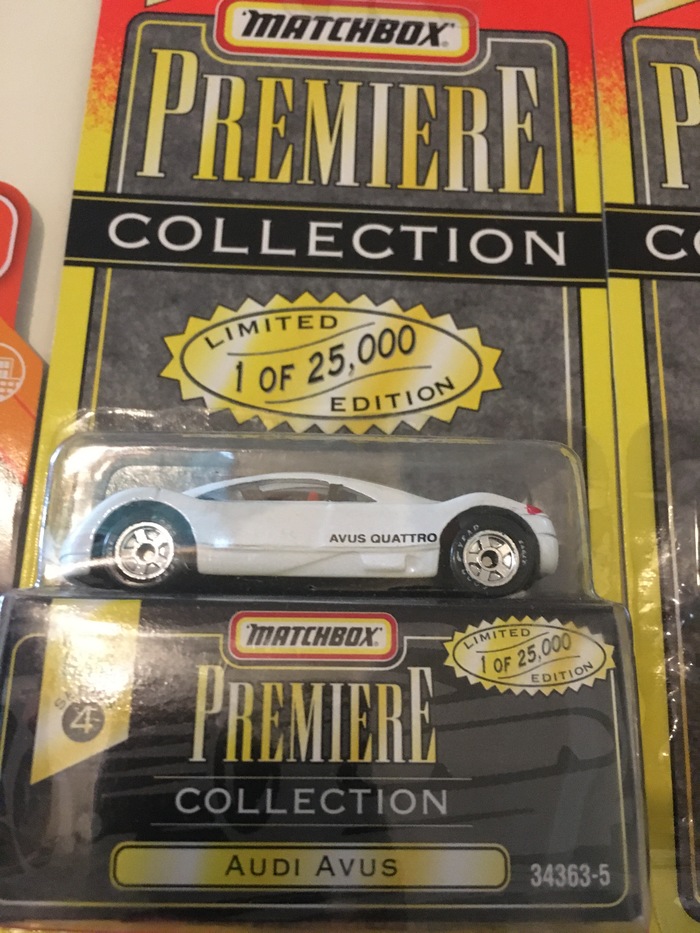 MATCHBOX
PREMIERE
COLLECTION
LIMITED
1 OF 25,000
EDITION
AVUS QUATTRO
MATCHBOX
LIMITED
1 OF 25,000
EDITION
4
PREMIERE
COLLECTION
AUDI AVUS
34363-5
P
C